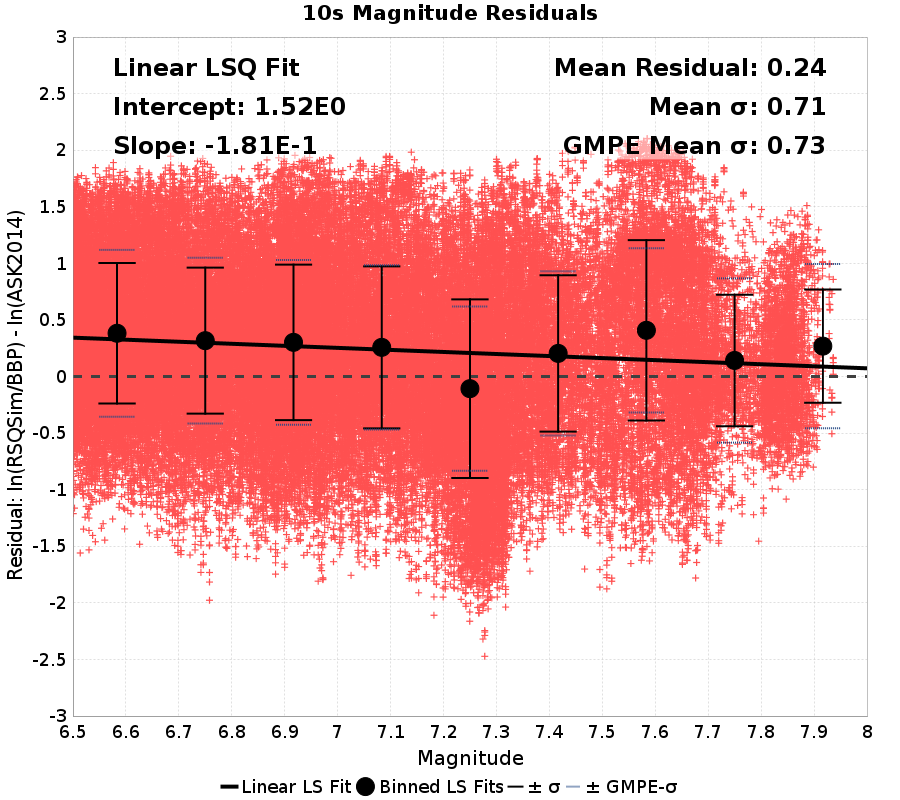 10s Magnitude Residuals
Linear LSQ Fit
Intercept: 1.52E0
Slope: -1.81E-1
Mean Residual: 0.24
Mean σ: 0.71
GMPE Mean σ: 0.73
Residual: ln(RSQSim/BBP) - ln(ASK2014)
3
2.5
2
1.5
1
0.5
0
-0.5
-1
-1.5
-2
-2.5
-3
6.5 6.6 6.7 6.8 6.9 7 7.1 7.2 7.3 7.4 7.5 7.6 7.7 7.8 7.9 8
Magnitude
Linear LS Fit Binned LS Fits ± σ ± GMPE-σ